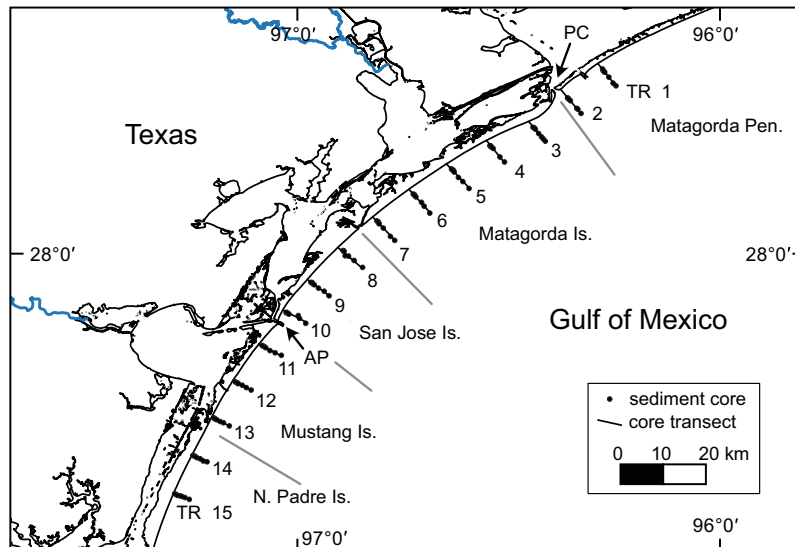 97°0′
96°0′
PC
TR 1
2
Matagorda Pen.
Texas
3
4
5
6
Matagorda Is.
7
28°0′
28°0′
8
9
San Jose Is.
10
Gulf of Mexico
AP
11
12
13
Mustang Is.
14
N. Padre Is.
TR 15
sediment core
core transect
0 10 20 km
97°0′
96°0′